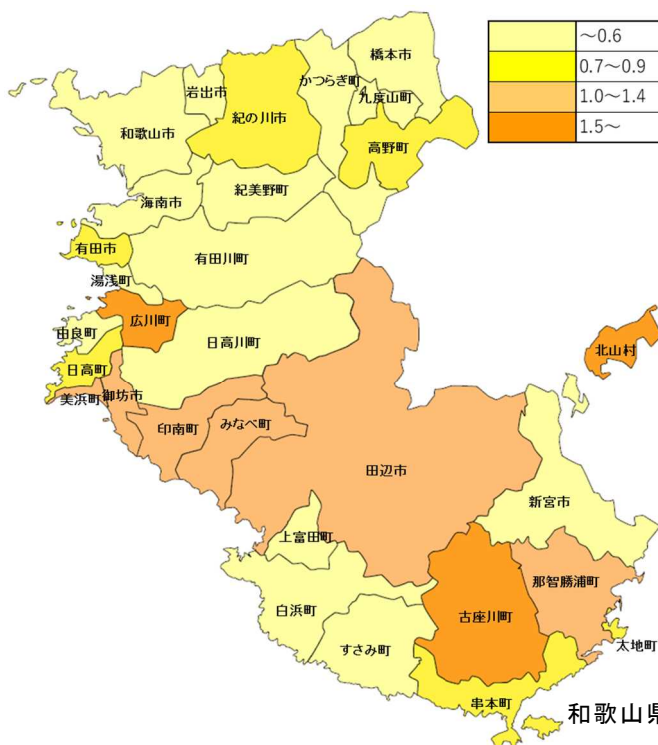 ～0.6
0.7～0.9
1.0～1.4
1.5～
橋本市
かつらぎ町
岩出市
九度山町
紀の川市
和歌山市
高野町
紀美野町
海南市
有田市
有田川町
湯浅町
広川町
由良町
日高川町
北山村
日高町
美浜町
御坊市
印南町
みなべ町
田辺市
新宮市
上富田町
那智勝浦町
白浜町
古座川町
太地町
すさみ町
串本町
和歌山県